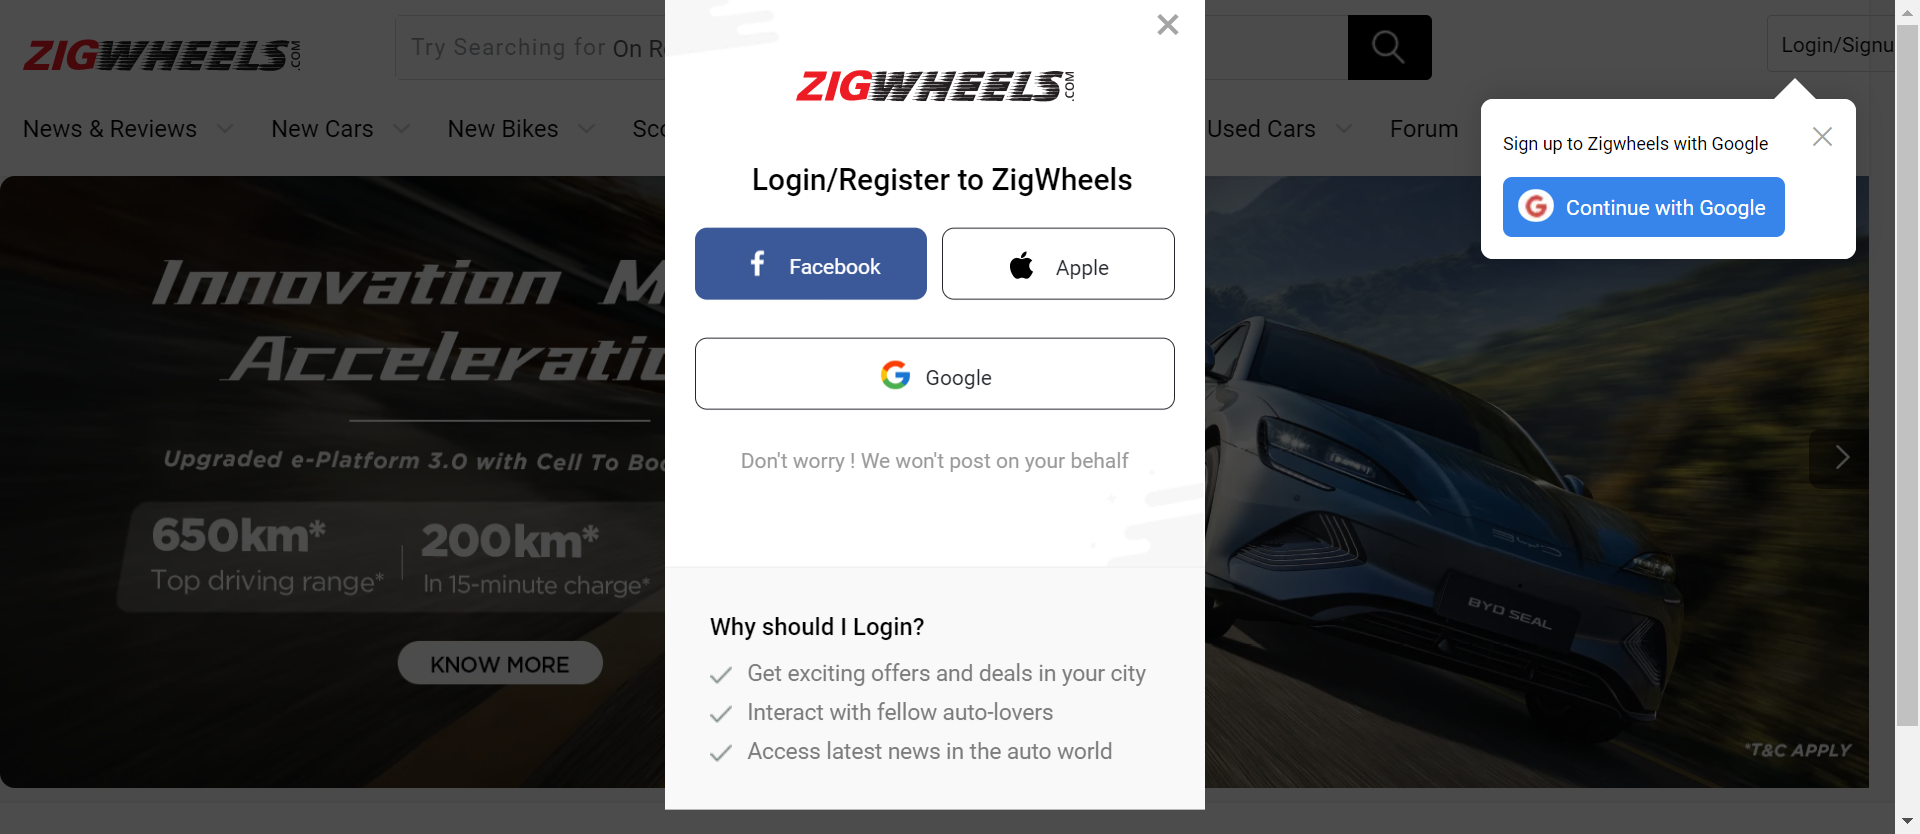 ZIGWHEELS.COM
Try Searching for On R
Login/Signu
News & Reviews
New Cars
New Bikes
Sco
Used Cars
Forum
ZIGWHEELS.COM
Login/Register to ZigWheels
Facebook
Apple
Google
Don't worry ! We won't post on your behalf
Why should I Login?
Get exciting offers and deals in your city
Interact with fellow auto-lovers
Access latest news in the auto world
Sign up to Zigwheels with Google
Continue with Google
Innovation M
Acceleratio
Upgraded e-Platform 3.0 with Cell To Bod
650km*
Top driving range*
200km*
In 15-minute charge*
KNOW MORE
BYD
BYD SEAL
*T&C APPLY